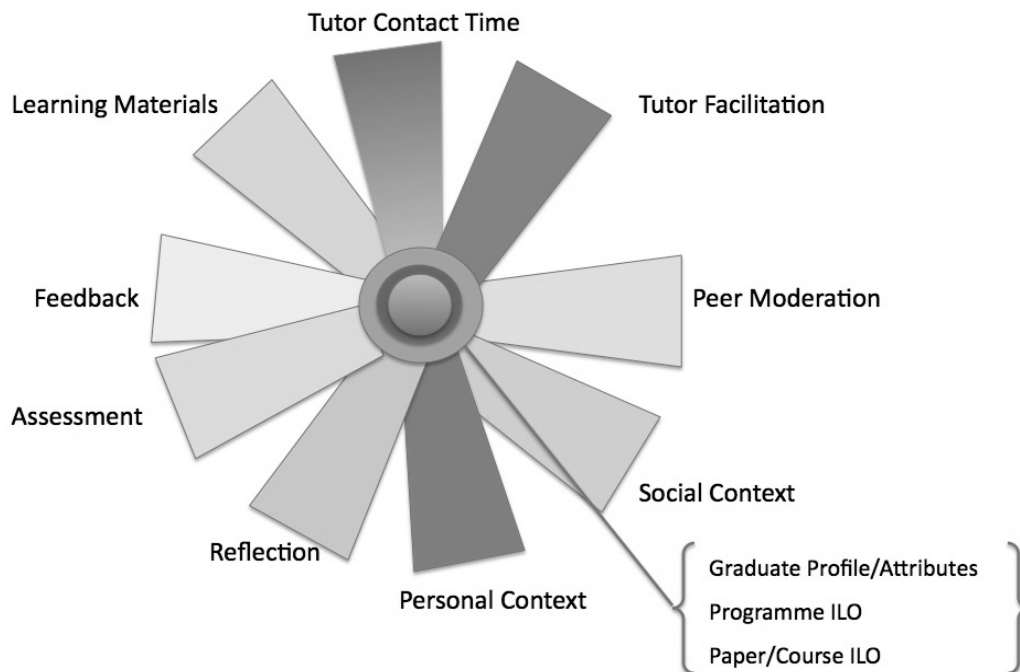 Tutor Contact Time
Learning Materials
Tutor Facilitation
Feedback
Peer Moderation
Assessment
Social Context
Reflection
Personal Context
Graduate Profile/Attributes
Programme ILO
Paper/Course ILO